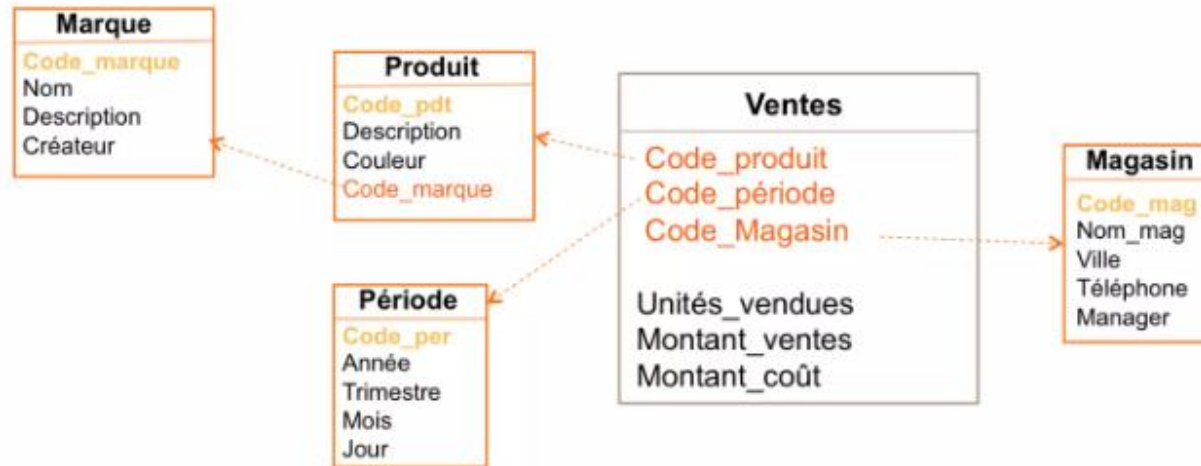 Marque
Code_marque
Nom
Description
Créateur
Produit
Code_pdt
Description
Couleur
Code_marque
Période
Code_per
Année
Trimestre
Mois
Jour
Ventes
Code_produit
Code_période
Code_Magasin
Unités_vendues
Montant_ventes
Montant_coût
Magasin
Code_mag
Nom_mag
Ville
Téléphone
Manager